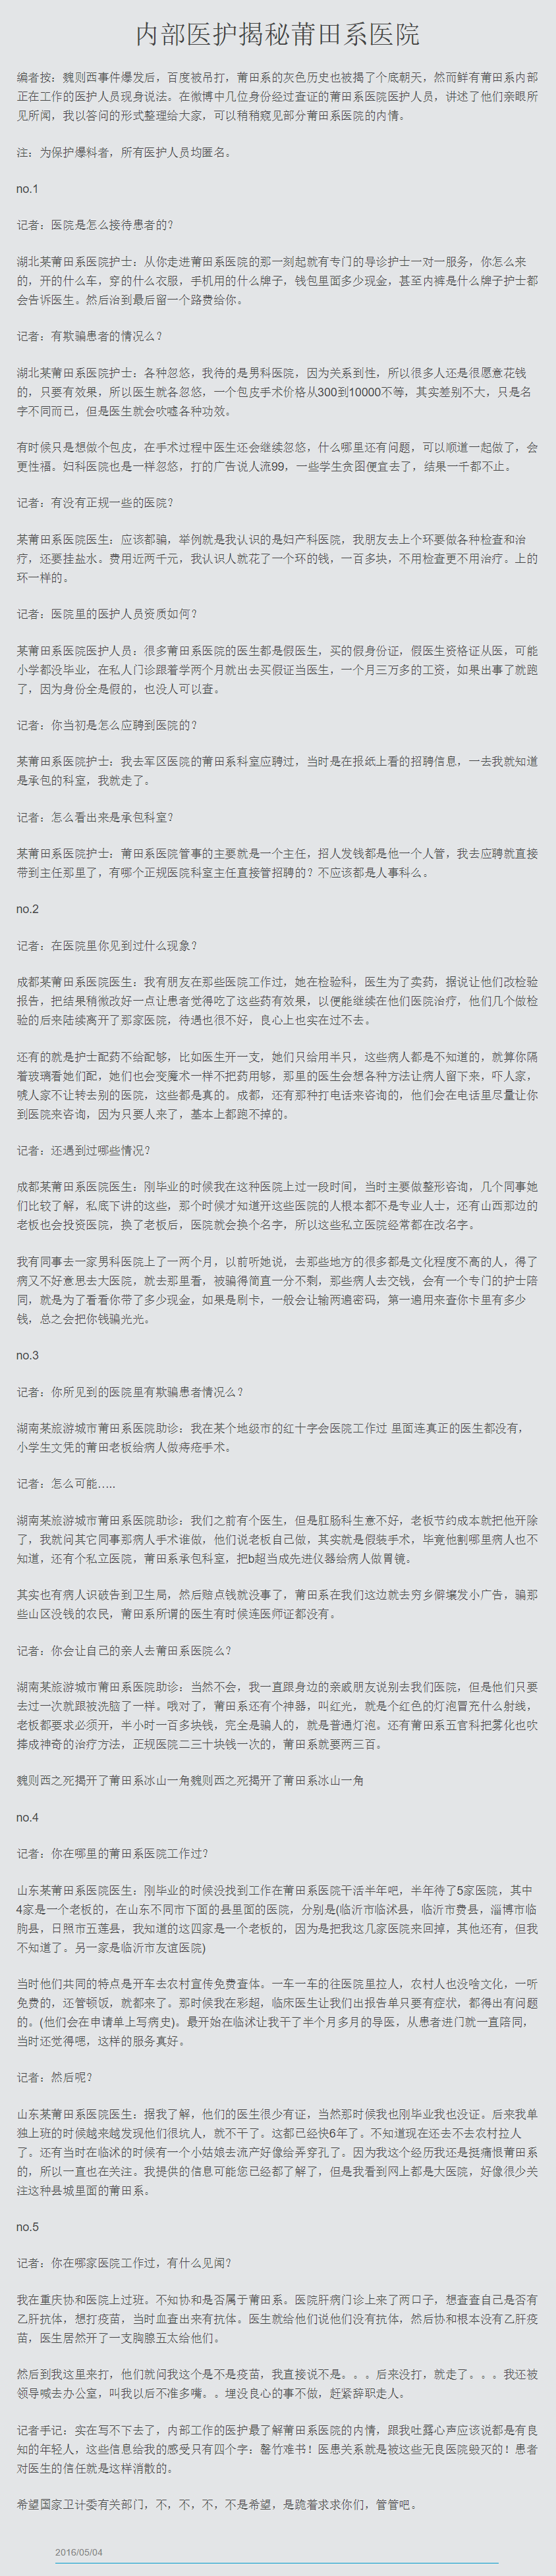 内部医护揭秘莆田系医院
编者按：魏则西事件爆发后，百度被吊打，莆田系的灰色历史也被揭了个底朝天，然而鲜有莆田系内部
正在工作的医护人员现身说法。在微博中几位身份经过查证的莆田系医院医护人员，讲述了他们亲眼所
见所闻，我以答问的形式整理给大家，可以稍稍窥见部分莆田系医院的内情。
注：为保护爆料者，所有医护人员均匿名。
no.1
记者：医院是怎么接待患者的？
湖北某莆田系医院护士：从你走进莆田系医院的那一刻起就有专门的导诊护士一对一服务，你怎么来
的，开的什么车，穿的什么衣服，手机用的什么牌子，钱包里面多少现金，甚至内裤是什么牌子护士都
会告诉医生。然后治到最后留一个路费给你。
记者：有欺骗患者的情况么？
湖北某莆田系医院护士：各种忽悠，我待的是男科医院，因为关系到性，所以很多人还是很愿意花钱
的，只要有效果，所以医生就各忽悠，一个包皮手术价格从300到10000不等，其实差别不大，只是名
字不同而已，但是医生就会吹嘘各种功效。
有时候只是想做个包皮，在手术过程中医生还会继续忽悠，什么哪里还有问题，可以顺道一起做了，会
更性福。妇科医院也是一样忽悠，打的广告说人流99，一些学生贪图便宜去了，结果一千都不止。
记者：有没有正规一些的医院？
某莆田系医院医生：应该都骗，举例就是我认识的是妇产科医院，我朋友去上个环要做各种检查和治
疗，还要挂盐水。费用近两千元，我认识人就花了一个环的钱，一百多块，不用检查更不用治疗。上的
环一样的。
记者：医院里的医护人员资质如何？
某莆田系医院医护人员：很多莆田系医院的医生都是假医生，买的假身份证，假医生资格证从医，可能
小学都没毕业，在私人门诊跟着学两个月就出去买假证当医生，一个月三万多的工资，如果出事了就跑
了，因为身份全是假的，也没人可以查。
记者：你当初是怎么应聘到医院的？
某莆田系医院护士：我去军区医院的莆田系科室应聘过，当时是在报纸上看的招聘信息，一去我就知道
是承包的科室，我就走了。
记者：怎么看出来是承包科室？
某莆田系医院护士：莆田系医院管事的主要就是一个主任，招人发钱都是他一个人管，我去应聘就直接
带到主任那里了，有哪个正规医院科室主任直接管招聘的？不应该都是人事科么。
no.2
记者：在医院里你见到过什么现象？
成都某莆田系医院医生：我有朋友在那些医院工作过，她在检验科，医生为了卖药，据说让他们改检验
报告，把结果稍微改好一点让患者觉得吃了这些药有效果，以便能继续在他们医院治疗，他们几个做检
验的后来陆续离开了那家医院，待遇也很不好，良心上也实在过不去。
还有的就是护士配药不给配够，比如医生开一支，她们只给用半只，这些病人都是不知道的，就算你隔
着玻璃看她们配，她们也会变魔术一样不把药用够，那里的医生会想各种方法让病人留下来，吓人家，
唬人家不让转去别的医院，这些都是真的。成都，还有那种打电话来咨询的，他们会在电话里尽量让你
到医院来咨询，因为只要人来了，基本上都跑不掉的。
记者：还遇到过哪些情况？
成都某莆田系医院医生：刚毕业的时候我在这种医院上过一段时间，当时主要做整形咨询，几个同事她
们比较了解，私底下讲的这些，那个时候才知道开这些医院的人根本都不是专业人士，还有山西那边的
老板也会投资医院，换了老板后，医院就会换个名字，所以这些私立医院经常都在改名字。
我有同事去一家男科医院上了一两个月，以前听她说，去那些地方的很多都是文化程度不高的人，得了
病又不好意思去大医院，就去那里看，被骗得简直一分不剩，那些病人去交钱，会有一个专门的护士陪
同，就是为了看看你带了多少现金，如果是刷卡，一般会让输两遍密码，第一遍用来查你卡里有多少
钱，总之会把你钱骗光光。
no.3
记者：你所见到的医院里有欺骗患者情况么？
湖南某旅游城市莆田系医院助诊：我在某个地级市的红十字会医院工作过 里面连真正的医生都没有，
小学生文凭的莆田老板给病人做痔疮手术。
记者：怎么可能.....
湖南某旅游城市莆田系医院助诊：我们之前有个医生，但是肛肠科生意不好，老板节约成本就把他开除
了，我就问其它同事那病人手术谁做，他们说老板自己做，其实就是假装手术，毕竟他割哪里病人也不
知道，还有个私立医院，莆田系承包科室，把b超当成先进仪器给病人做胃镜。
其实也有病人识破告到卫生局，然后赔点钱就没事了，莆田系在我们这边就去穷乡僻壤发小广告，骗那
些山区没钱的农民，莆田系所谓的医生有时候连医师证都没有。
记者：你会让自己的亲人去莆田系医院么？
湖南某旅游城市莆田系医院助诊：当然不会，我一直跟身边的亲戚朋友说别去我们医院，但是他们只要
去过一次就跟被洗脑了一样。哦对了，莆田系还有个神器，叫红光，就是个红色的灯泡冒充什么射线，
老板都要求必须开，半小时一百多块钱，完全是骗人的，就是普通灯泡。还有莆田系五官科把雾化也吹
捧成神奇的治疗方法，正规医院二三十块钱一次的，莆田系就要两三百。
魏则西之死揭开了莆田系冰山一角魏则西之死揭开了莆田系冰山一角
no.4
记者：你在哪里的莆田系医院工作过？
山东某莆田系医院医生：刚毕业的时候没找到工作在莆田系医院干活半年吧，半年待了5家医院，其中
4家是一个老板的，在山东不同市下面的县里面的医院，分别是(临沂市临沭县，临沂市费县，淄博市临
朐县，日照市五莲县，我知道的这四家是一个老板的，因为是把我这几家医院来回掉，其他还有，但我
不知道了。另一家是临沂市友谊医院)
当时他们共同的特点是开车去农村宣传免费查体。一车一车的往医院里拉人，农村人也没啥文化，一听
免费的，还管顿饭，就都来了。那时候我在彩超，临床医生让我们出报告单只要有症状，都得出有问题
的。(他们会在申请单上写病史)。最开始在临沭让我干了半个月多月的导医，从患者进门就一直陪同，
当时还觉得嗯，这样的服务真好。
记者：然后呢？
山东某莆田系医院医生：据我了解，他们的医生很少有证，当然那时候我也刚毕业我也没证。后来我单
独上班的时候越来越发现他们很坑人，就不干了。这都已经快6年了。不知道现在还去不去农村拉人
了。还有当时在临沭的时候有一个小姑娘去流产好像给弄穿孔了。因为我这个经历我还是挺痛恨莆田系
的，所以一直也在关注。我提供的信息可能您已经都了解了，但是我看到网上都是大医院，好像很少关
注这种县城里面的莆田系。
no.5
记者：你在哪家医院工作过，有什么见闻？
我在重庆协和医院上过班。不知协和是否属于莆田系。医院肝病门诊上来了两口子，想查查自己是否有
乙肝抗体，想打疫苗，当时血查出来有抗体。医生就给他们说他们没有抗体，然后协和根本没有乙肝疫
苗，医生居然开了一支胸腺五太给他们。
然后到我这里来打，他们就问我这个是不是疫苗，我直接说不是。。。后来没打，就走了。。。我还被
领导喊去办公室，叫我以后不准多嘴。。埋没良心的事不做，赶紧辞职走人。
记者手记：实在写不下去了，内部工作的医护最了解莆田系医院的内情，跟我吐露心声应该说都是有良
知的年轻人，这些信息给我的感受只有四个字：罄竹难书！医患关系就是被这些无良医院毁灭的！患者
对医生的信任就是这样消散的。
希望国家卫计委有关部门，不，不，不，不是希望，是跪着求求你们，管管吧。
2016/05/04